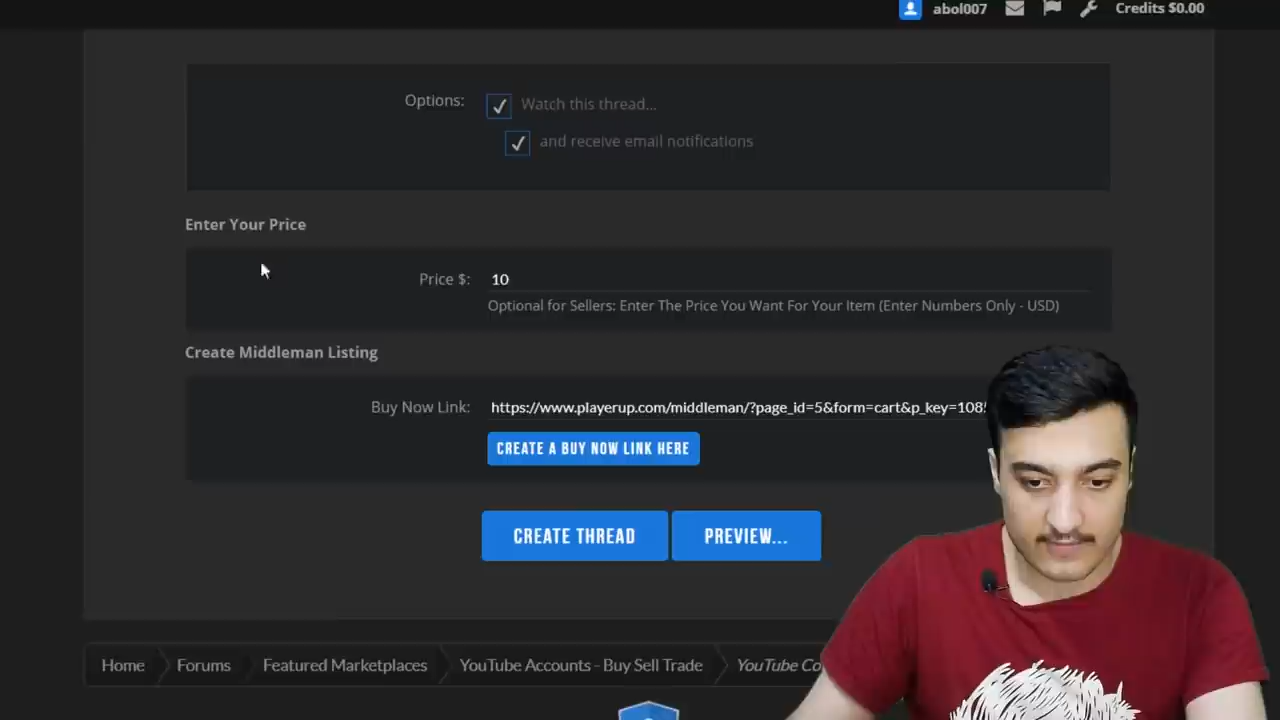 abol007 Credits $0.00
Options: Watch this thread...
and receive email notifications
Enter Your Price
Price $: 10
Optional for Sellers: Enter The Price You Want For Your Item (Enter Numbers Only - USD)
Create Middleman Listing
Buy Now Link: https://www.playerup.com/middleman/?page_id=5&form=cart&p_key=108
CREATE A BUY NOW LINK HERE
CREATE THREAD PREVIEW...
Home Forums Featured Marketplaces YouTube Accounts - Buy Sell Trade YouTube